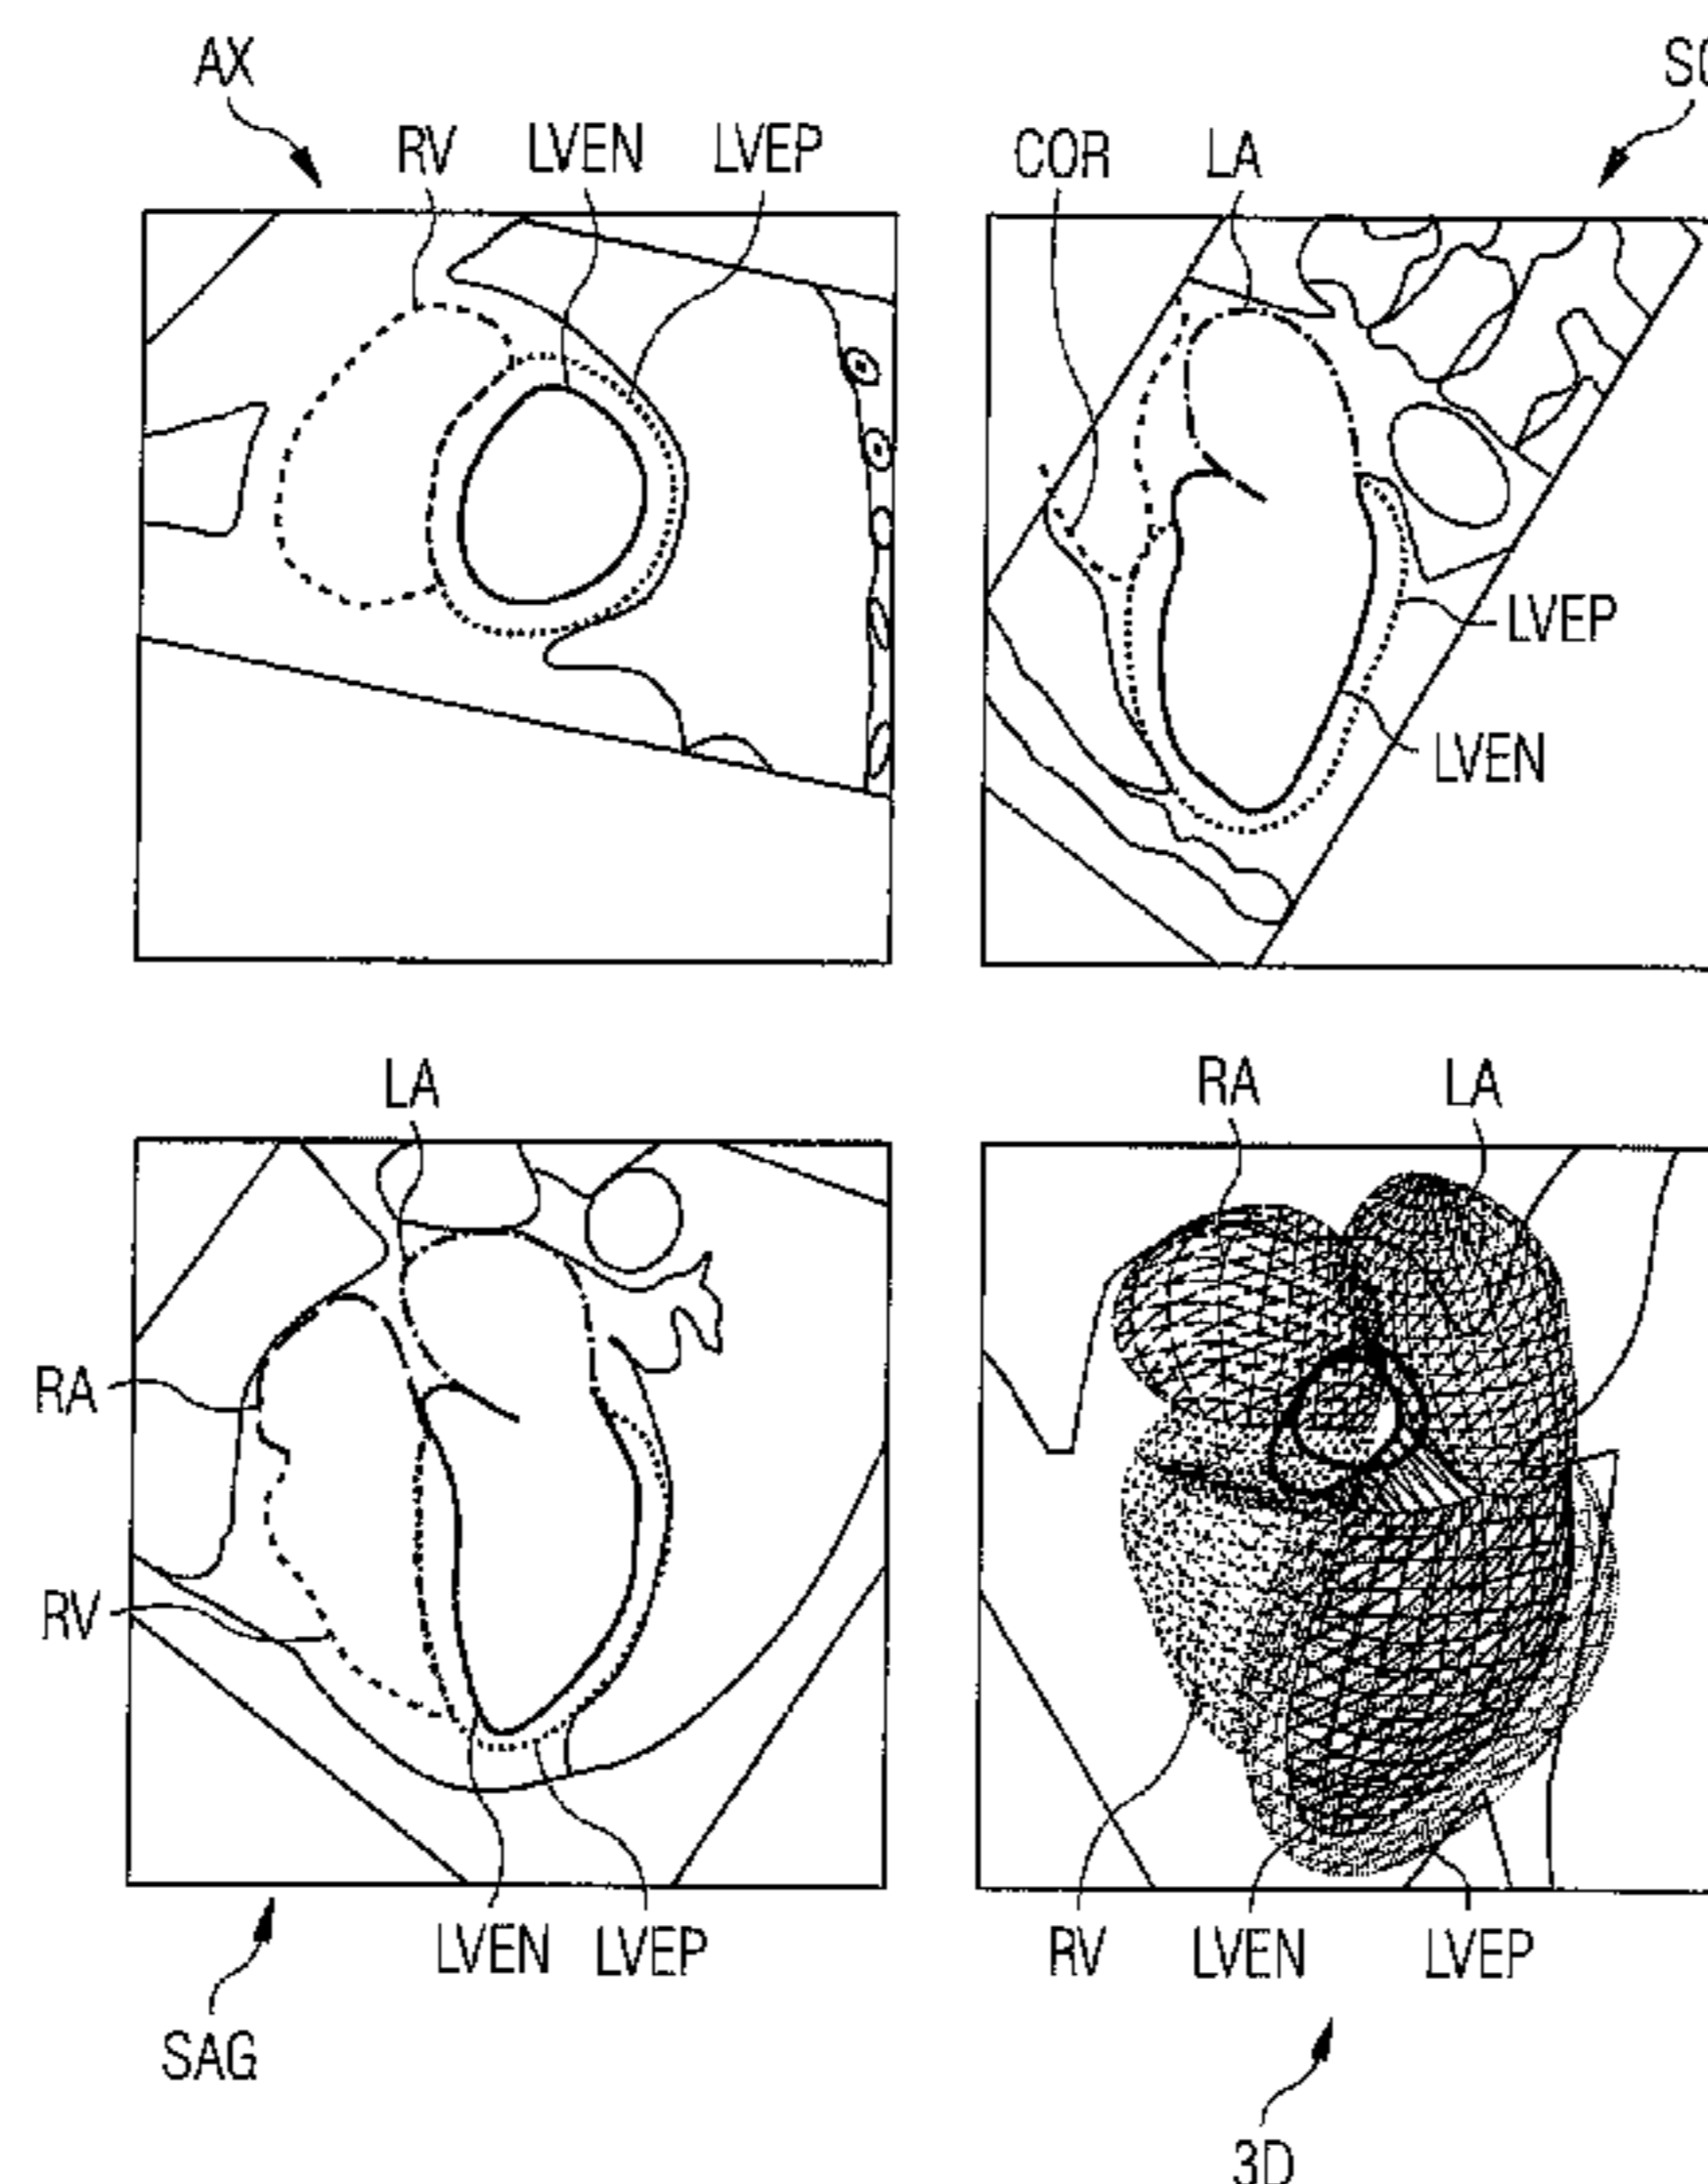 AX
RV LVEN LVEP
COR LA
LVEP
LVEN
LA
RA
RV
LVEN LVEP
SAG
RA LA
RV LVEN LVEP
3D